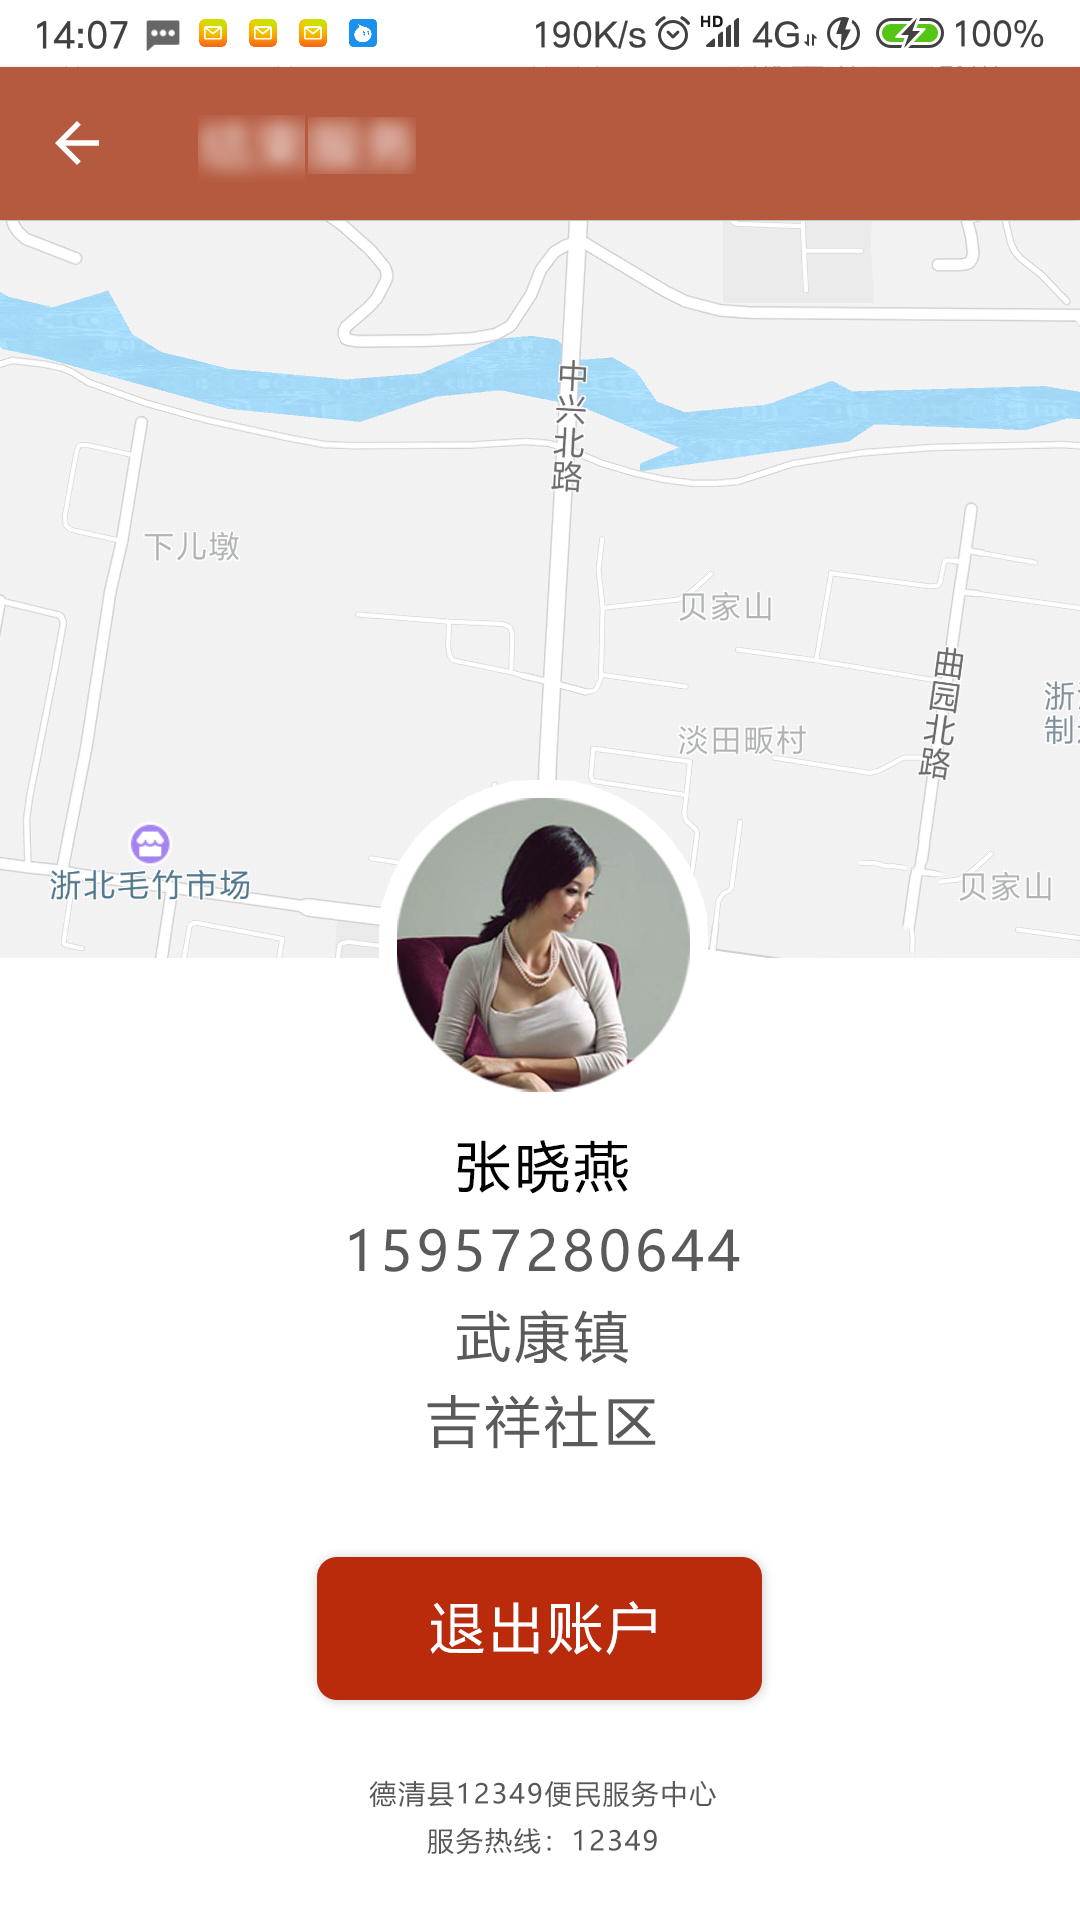 14:07 190K/s HD 4G 100%
中兴北路
下儿墩
贝家山
曲园北路
浙
制
淡田畈村
浙北毛竹市场
贝家山
张晓燕
15957280644
武康镇
吉祥社区
退出账户
德清县12349便民服务中心
服务热线：12349